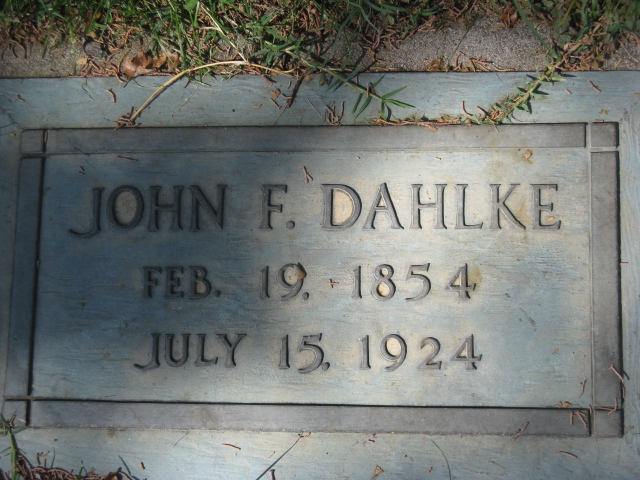 JOHN F. DAHLKE
FEB. 19. 1854
JULY 15. 1924